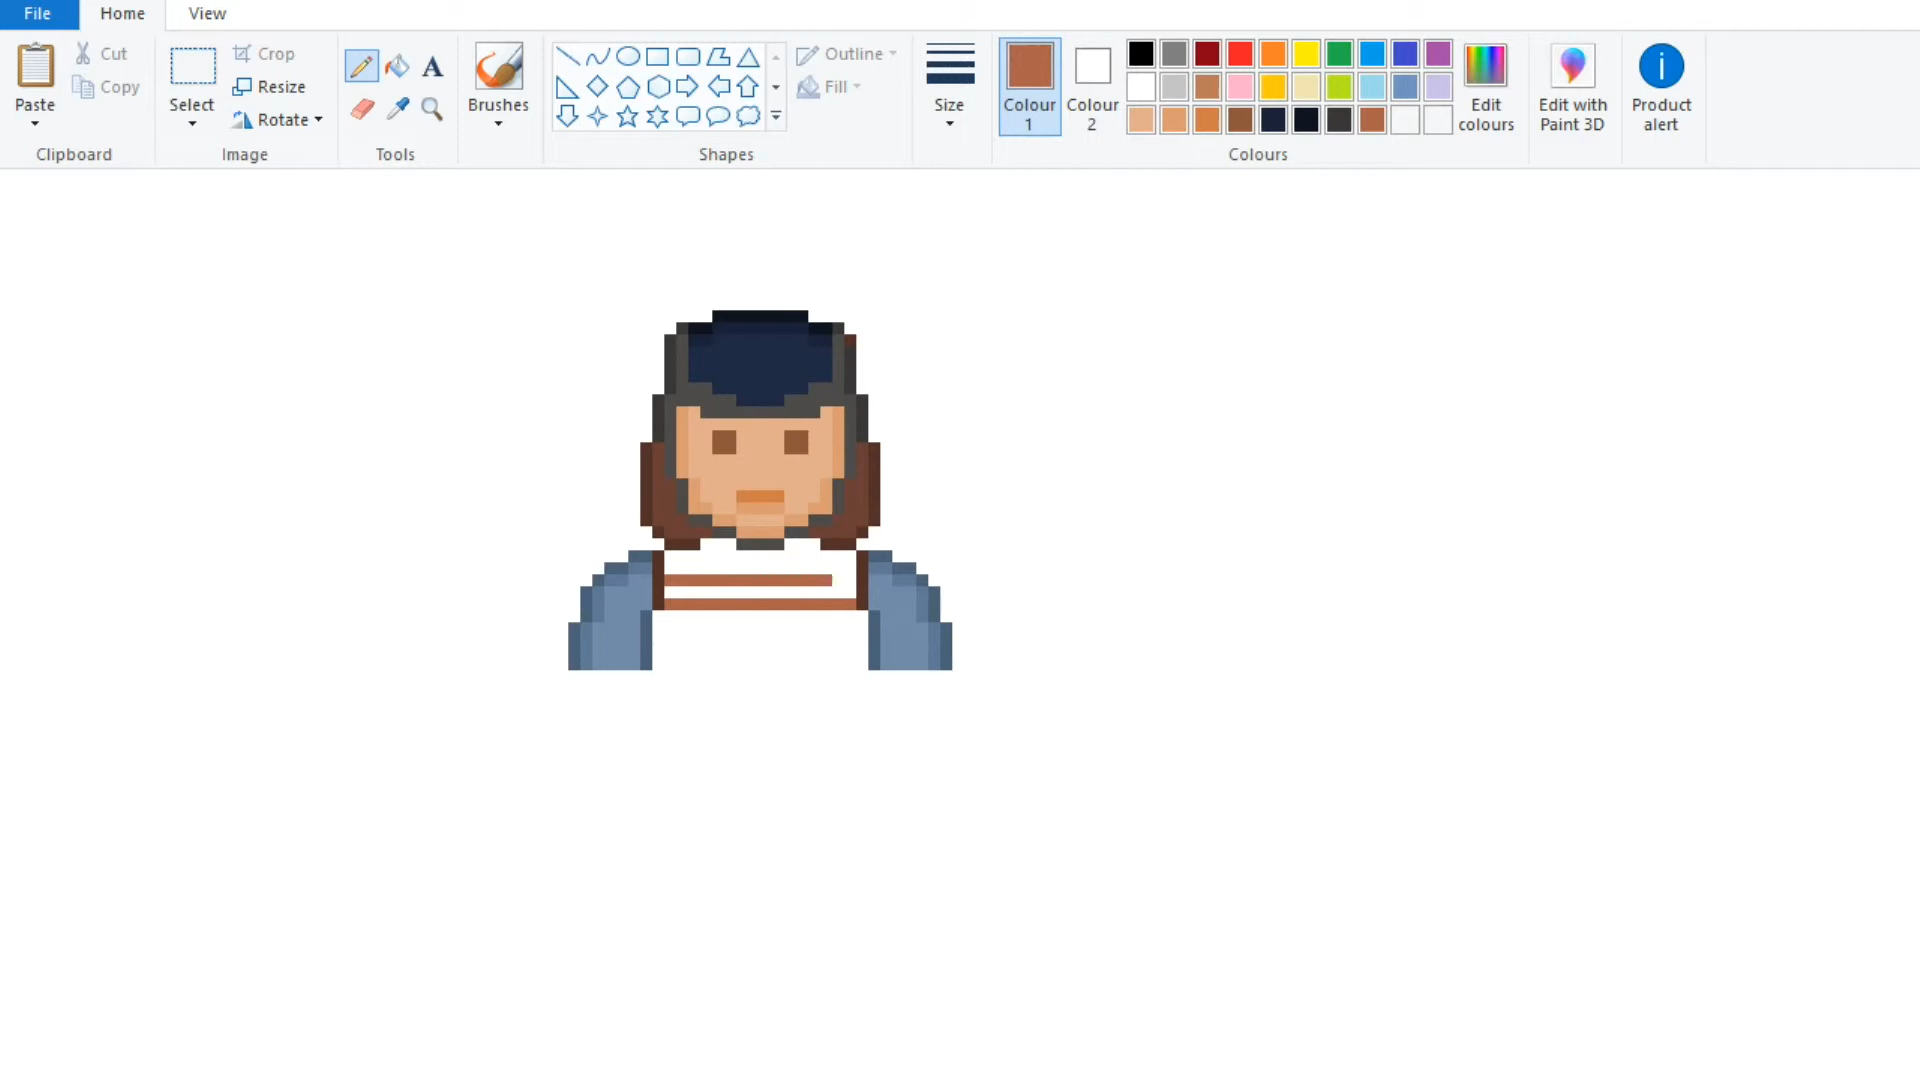 File Home View
Paste
Cut
Copy
Clipboard
Select
Crop
Resize
Rotate
Image
A
Tools
Brushes
Shapes
Outline
Fill
Size
Colour 1
Colour 2
Edit colours
Colours
Edit with Paint 3D
Product alert